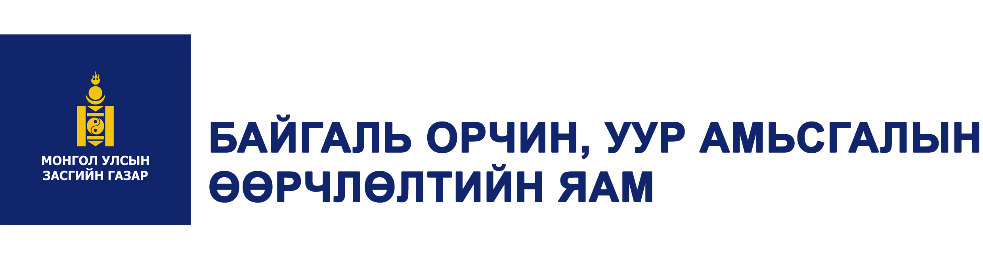 МОНГОЛ УЛСЫН
ЗАСГИЙН ГАЗАР
БАЙГАЛЬ ОРЧИН, УУР АМЬСГАЛЫН
ӨӨРЧЛӨЛТИЙН ЯАМ